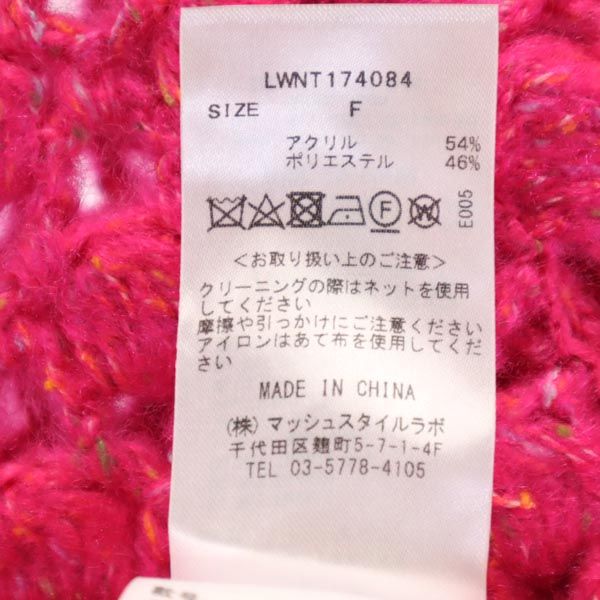 LWNT174084
SIZE F
アクリル 54%
ポリエステル 46%
F W
E005
<お取り扱い上のご注意>
クリーニングの際はネットを使用
してください
摩擦や引っかけにご注意ください
アイロンはあて布を使用してくだ
さい
MADE IN CHINA
(株) マッシュスタイルラボ
千代田区麹町5-7-1-4F
TEL 03-5778-4105